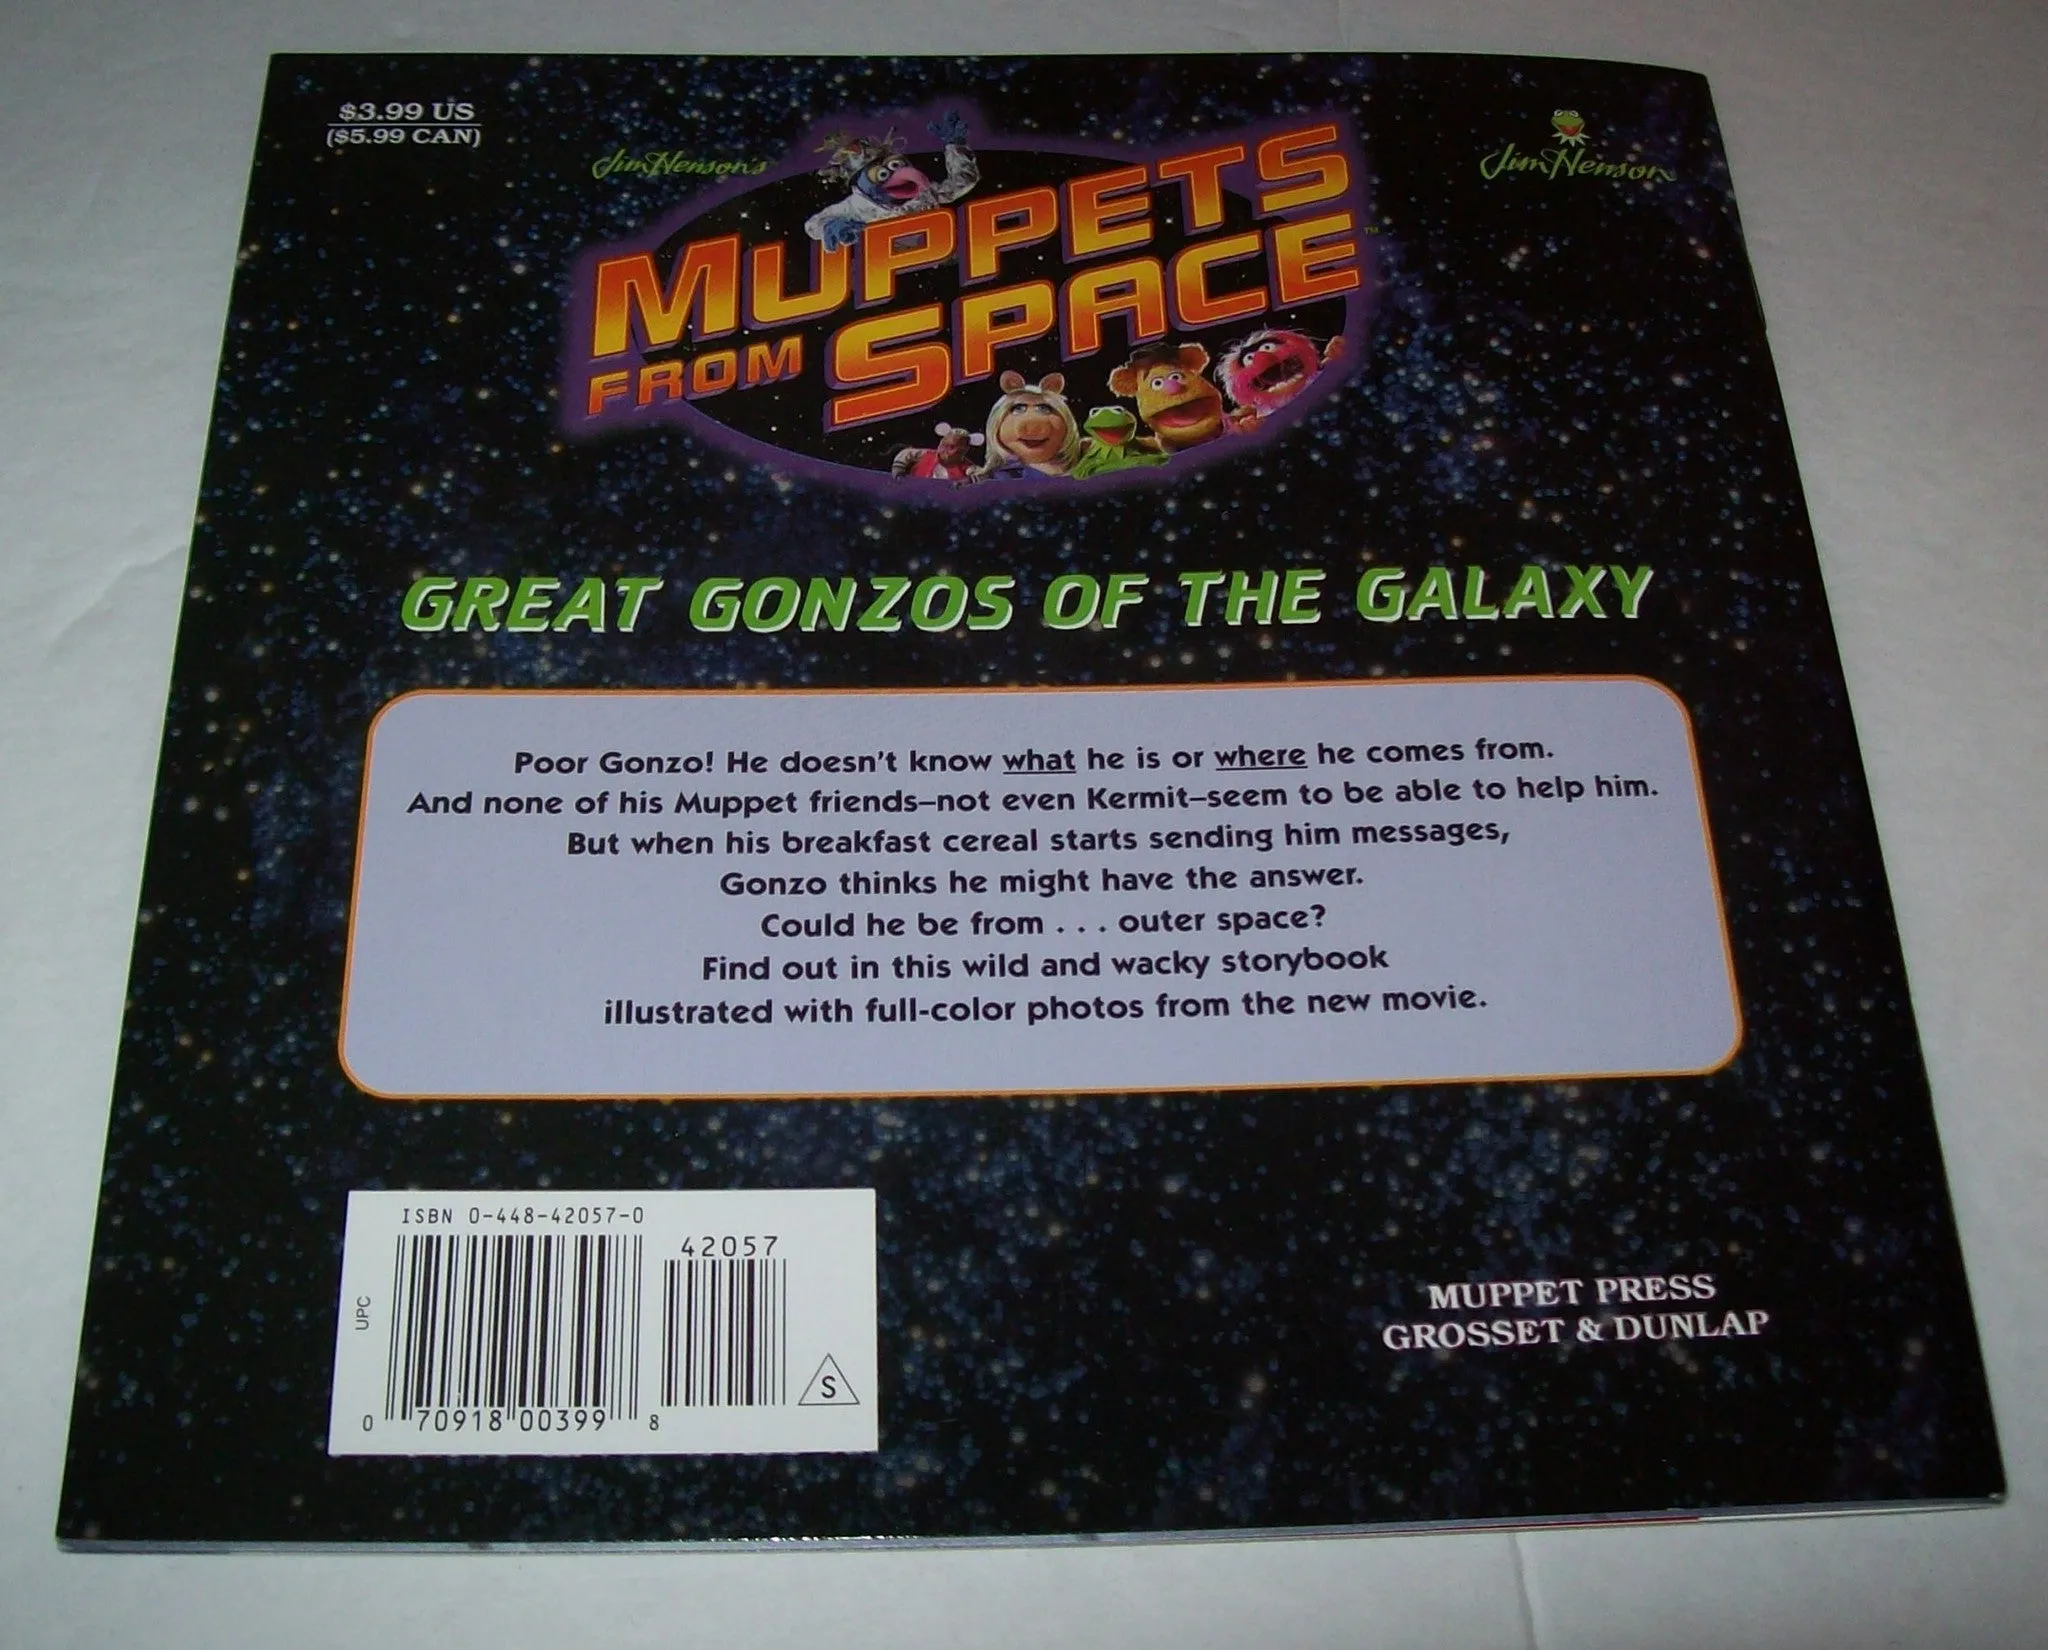 $3.99 US
($5.99 CAN)
Jim Henson's
MUPPETS
FROM SPACE
™
Jim Henson
GREAT GONZOS OF THE GALAXY
Poor Gonzo! He doesn't know what he is or where he comes from.
And none of his Muppet friends–not even Kermit–seem to be able to help him.
But when his breakfast cereal starts sending him messages,
Gonzo thinks he might have the answer.
Could he be from . . . outer space?
Find out in this wild and wacky storybook
illustrated with full-color photos from the new movie.
ISBN 0-448-42057-0
42057
UPC
0 70918 00399 8
S
MUPPET PRESS
GROSSET & DUNLAP